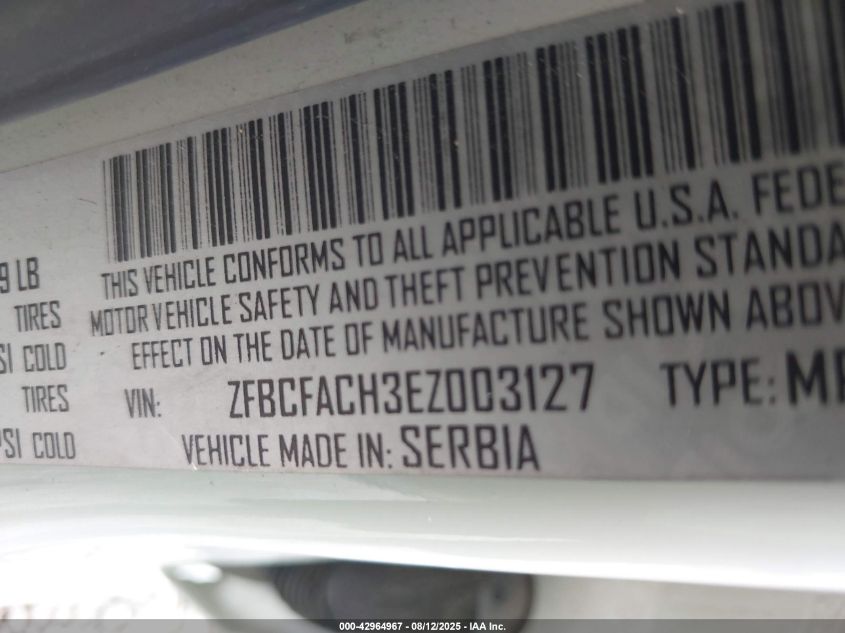 9 LB
TIRES
SI COLD
TIRES
PSI COLD
THIS VEHICLE CONFORMS TO ALL APPLICABLE U.S.A. FEDE
MOTOR VEHICLE SAFETY AND THEFT PREVENTION STANDA
EFFECT ON THE DATE OF MANUFACTURE SHOWN ABOV
VIN: ZFBCFACH3EZ003127 TYPE: MP
VEHICLE MADE IN: SERBIA
000-42964967 - 08/12/2025 - IAA Inc.